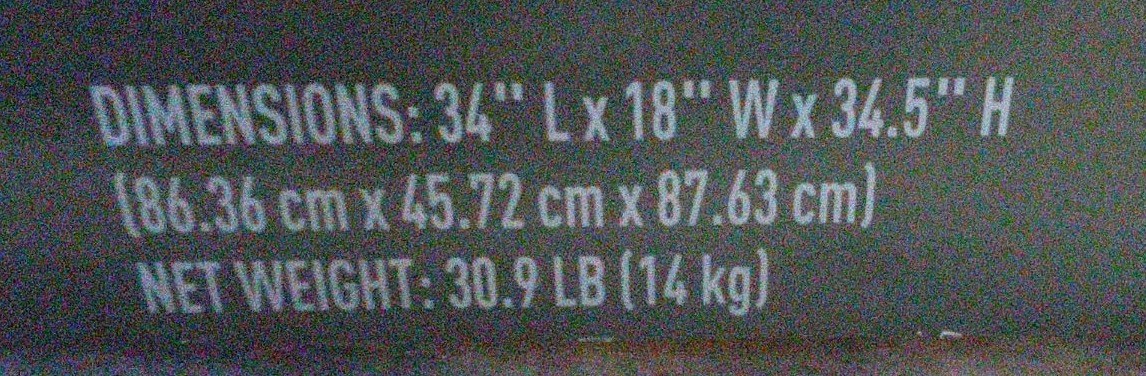 DIMENSIONS: 34" L x 18" W x 34.5" H
(86.36 cm x 45.72 cm x 87.63 cm)
NET WEIGHT: 30.9 LB (14 kg)